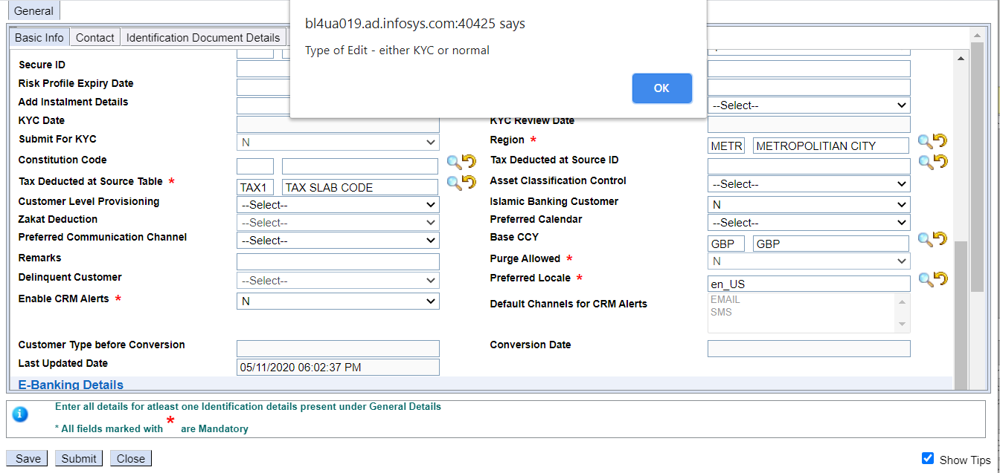 General
bl4ua019.ad.infosys.com:40425 says
Type of Edit - either KYC or normal
OK
Basic Info
Contact
Identification Document Details
Secure ID
Risk Profile Expiry Date
Add Instalment Details
--Select--
KYC Date
KYC Review Date
Submit For KYC
N
Region *
METR
METROPOLITIAN CITY
Constitution Code
Tax Deducted at Source ID
Tax Deducted at Source Table *
TAX1
TAX SLAB CODE
Asset Classification Control
--Select--
Customer Level Provisioning
--Select--
Islamic Banking Customer
N
Zakat Deduction
--Select--
Preferred Calendar
--Select--
Preferred Communication Channel
--Select--
Base CCY
GBP
GBP
Remarks
Purge Allowed *
N
Delinquent Customer
--Select--
Preferred Locale *
en_US
Enable CRM Alerts *
N
Default Channels for CRM Alerts
EMAIL
SMS
Customer Type before Conversion
Conversion Date
Last Updated Date
05/11/2020 06:02:37 PM
E-Banking Details
Enter all details for atleast one Identification details present under General Details
* All fields marked with * are Mandatory
Save
Submit
Close
Show Tips